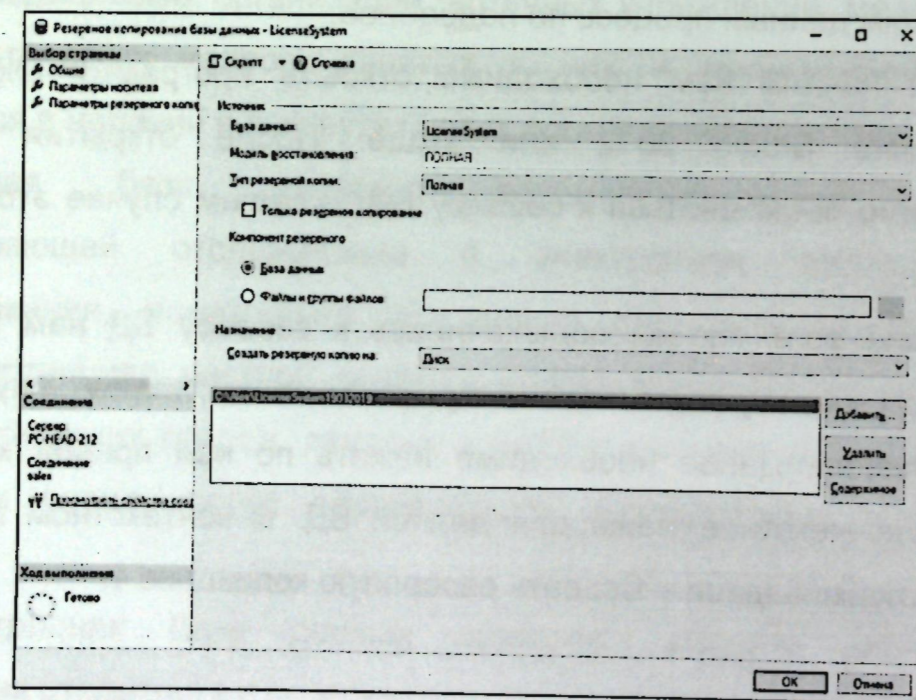 Резервное копирование базы данных - LicenseSystem
Выбор страницы
Общие
Параметры носителя
Параметры резервного копи
Скрипт
Справка
Источник
База данных:
LicenseSystem
Модель восстановления:
ПОЛНАЯ
Тип резервной копии:
Полная
Только резервное копирование
Компонент резервного
База данных
Файлы и группы файлов:
Назначение
Создать резервную копию на:
Диск
Добавить...
Удалить
Содержимое
Соединение
Сервер:
PC-HEAD212
Соединение:
sales
Ход выполнения
Готово
OK
Отмена